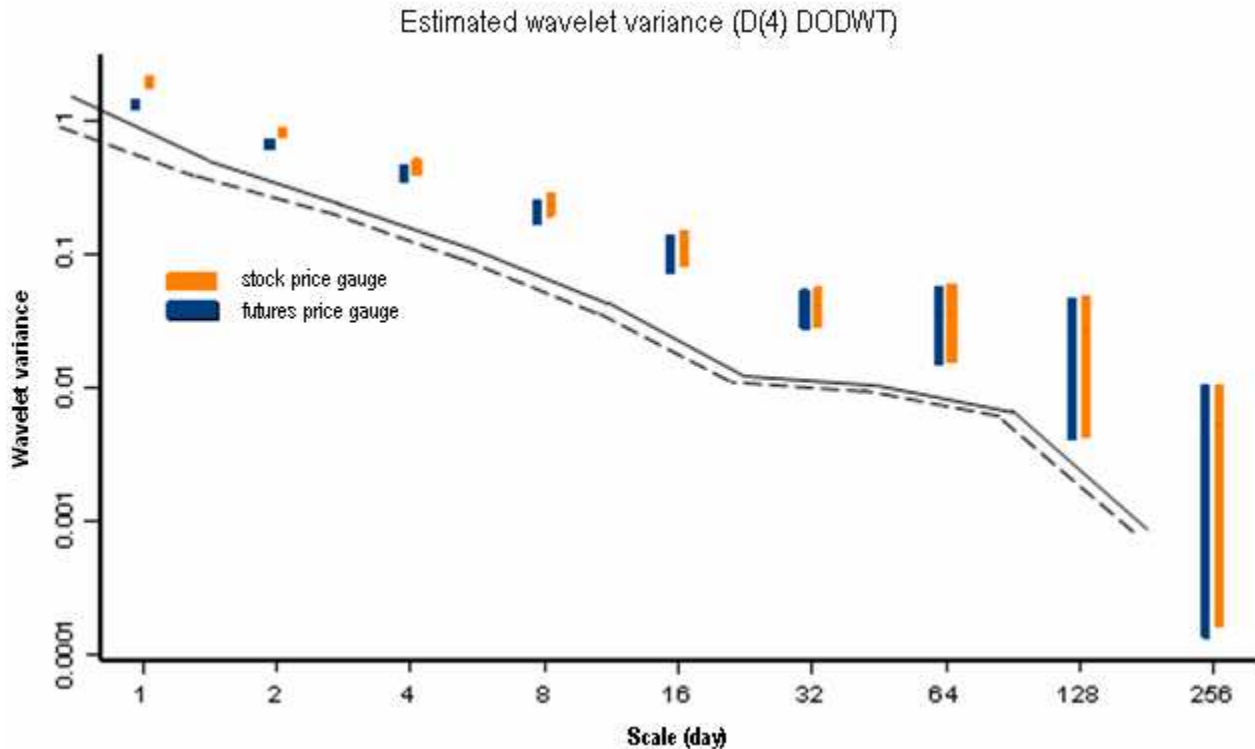 Estimated wavelet variance (D(4) DODWT)
1
0.1
0.01
0.001
0.0001
Wavelet variance
stock price gauge
futures price gauge
1 2 4 8 16 32 64 128 256
Scale (day)